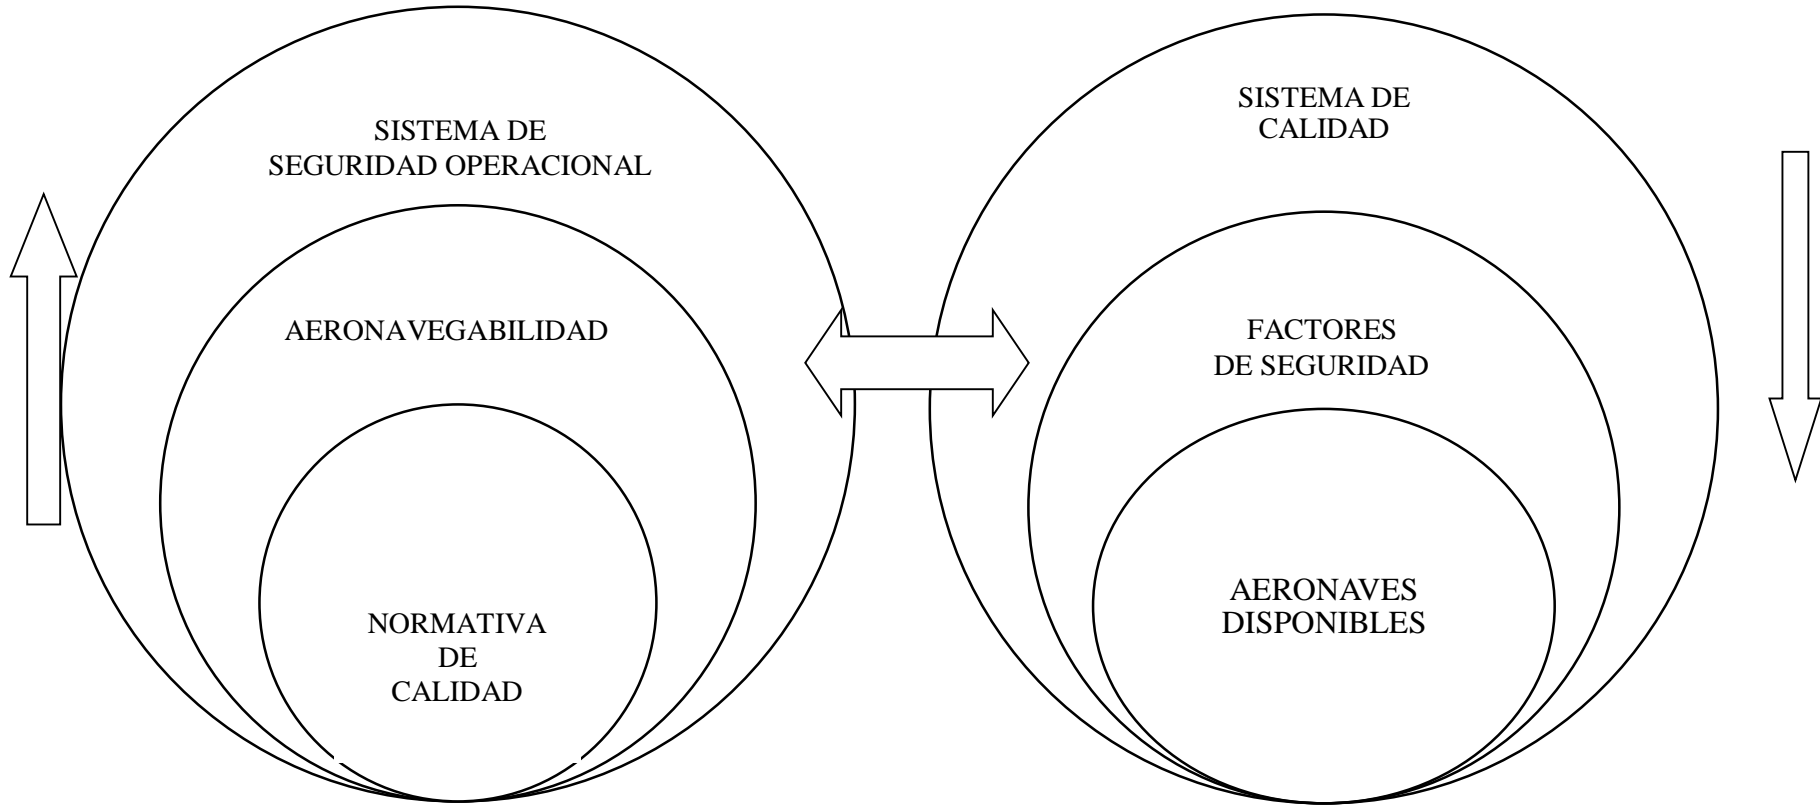 SISTEMA DE
SEGURIDAD OPERACIONAL
AERONAVEGABILIDAD
NORMATIVA
DE
CALIDAD
SISTEMA DE
CALIDAD
FACTORES
DE SEGURIDAD
AERONAVES
DISPONIBLES